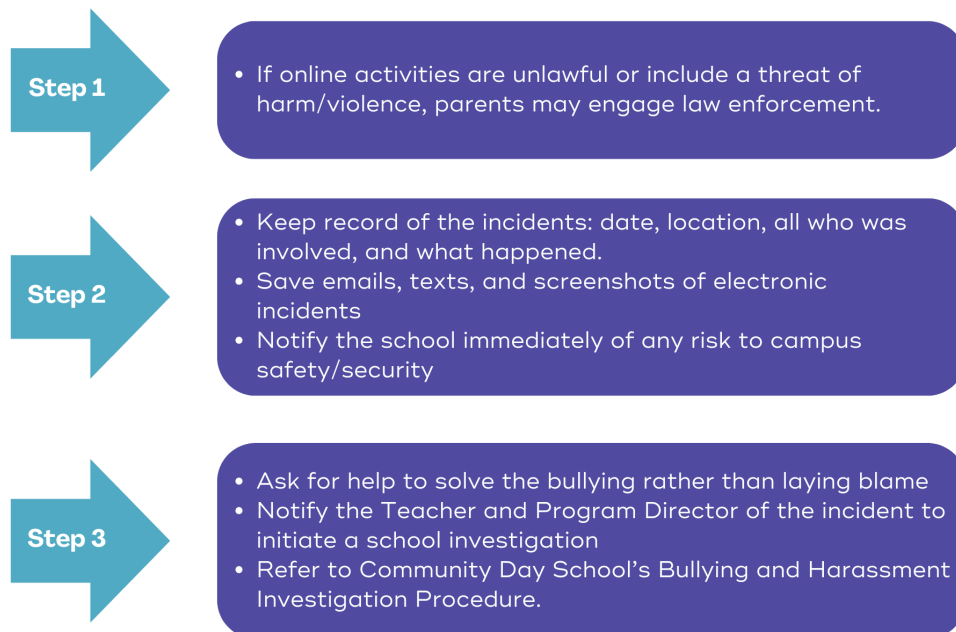 Step 1
• If online activities are unlawful or include a threat of
harm/violence, parents may engage law enforcement.
Step 2
• Keep record of the incidents: date, location, all who was
involved, and what happened.
• Save emails, texts, and screenshots of electronic
incidents
• Notify the school immediately of any risk to campus
safety/security
Step 3
• Ask for help to solve the bullying rather than laying blame
• Notify the Teacher and Program Director of the incident to
initiate a school investigation
• Refer to Community Day School’s Bullying and Harassment
Investigation Procedure.